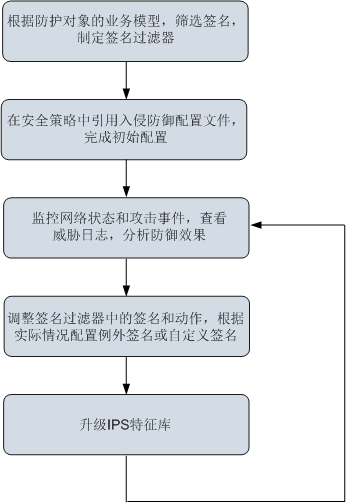 根据防护对象的业务模型，筛选签名，
制定签名过滤器
在安全策略中引用入侵防御配置文件，
完成初始配置
监控网络状态和攻击事件，查看
威胁日志，分析防御效果
调整签名过滤器中的签名和动作，根据
实际情况配置例外签名或自定义签名
升级IPS特征库